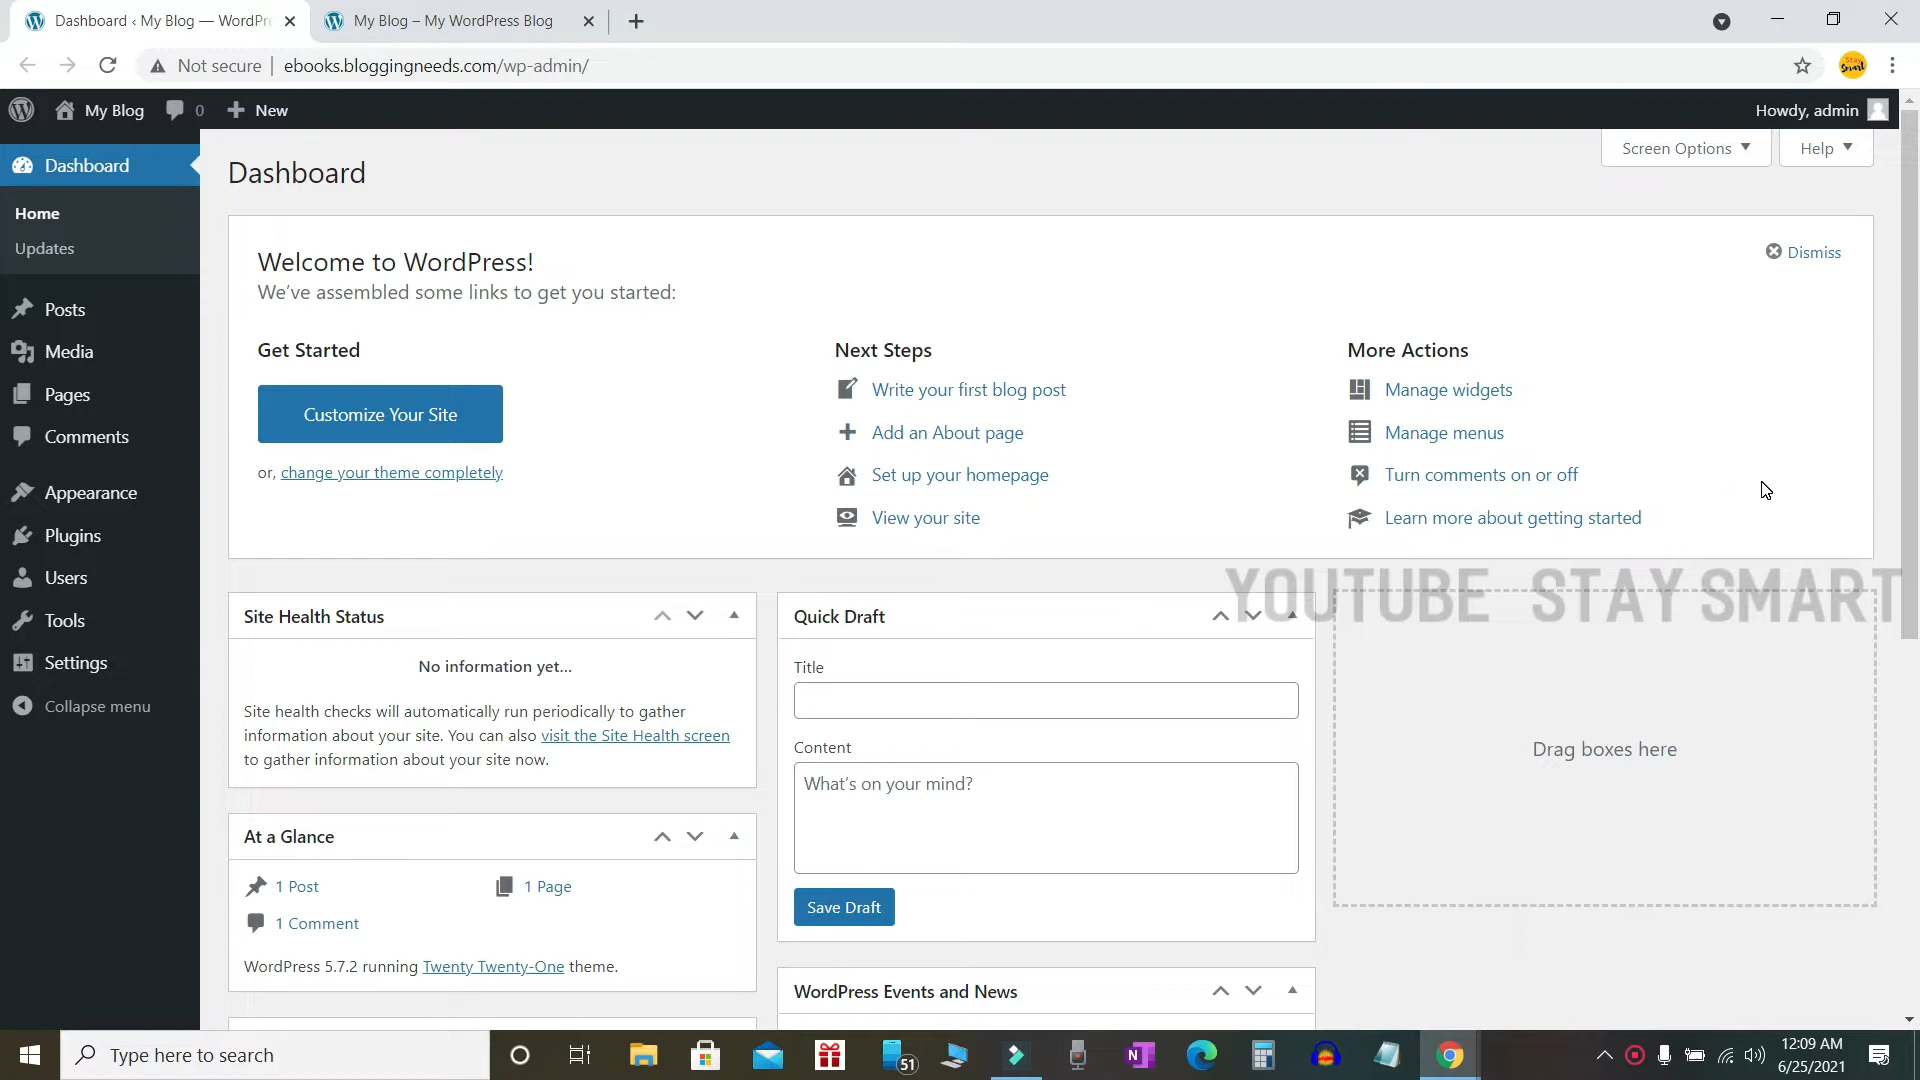 Dashboard ‹ My Blog — WordPre
My Blog – My WordPress Blog
Not secure
ebooks.bloggingneeds.com/wp-admin/
Stay Smart
My Blog
0
New
Howdy, admin
Dashboard
Home
Updates
Posts
Media
Pages
Comments
Appearance
Plugins
Users
Tools
Settings
Collapse menu
Screen Options
Help
Dashboard
Welcome to WordPress!
We’ve assembled some links to get you started:
Dismiss
Get Started
Customize Your Site
or, change your theme completely
Next Steps
Write your first blog post
Add an About page
Set up your homepage
View your site
More Actions
Manage widgets
Manage menus
Turn comments on or off
Learn more about getting started
YOUTUBE STAY SMART
Site Health Status
No information yet...
Site health checks will automatically run periodically to gather
information about your site. You can also visit the Site Health screen
to gather information about your site now.
At a Glance
1 Post
1 Page
1 Comment
WordPress 5.7.2 running Twenty Twenty-One theme.
Quick Draft
Title
Content
What’s on your mind?
Save Draft
WordPress Events and News
Drag boxes here
Type here to search
51
N
12:09 AM
6/25/2021